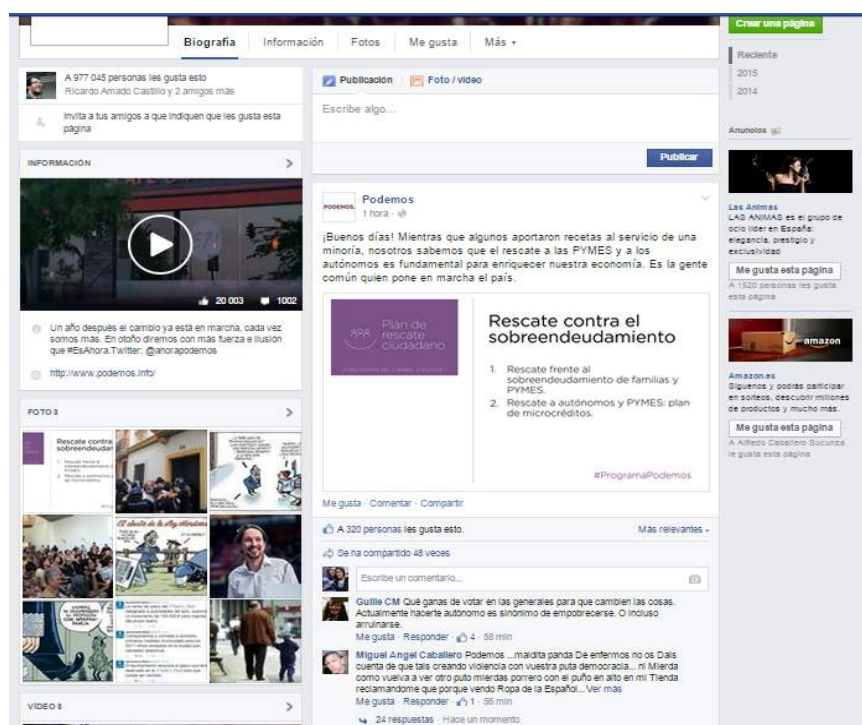 Biografía
Información
Fotos
Me gusta
Más
Crear una página
Reciente
2015
2014
A 977 045 personas les gusta esto
Ricardo Amado Castillo y 2 amigos más
Invita a tus amigos a que indiquen que les gusta esta
página
INFORMACIÓN
20 003
1002
Un año después el cambio ya está en marcha, cada vez
somos más. En otoño diremos con más fuerza e ilusión
que #EsAhora.Twitter: @ahorapodemos
http://www.podemos.info/
FOTOS
Rescate contra
sobreendeudan
VÍDEOS
Publicación
Foto / vídeo
Escribe algo...
Publicar
PODEMOS.
Podemos
1 hora
¡Buenos días! Mientras que algunos aportaron recetas al servicio de una
minoría, nosotros sabemos que el rescate a las PYMES y a los
autónomos es fundamental para enriquecer nuestra economía. Es la gente
común quien pone en marcha el país.
Plan de
rescate
ciudadano
Rescate contra el
sobreendeudamiento
1. Rescate frente al
sobreendeudamiento de familias y
PYMES.
2. Rescate a autónomos y PYMES: plan
de microcréditos.
#ProgramaPodemos
Me gusta · Comentar · Compartir
A 320 personas les gusta esto.
Más relevantes
Se ha compartido 48 veces
Escribe un comentario...
Guille CM Qué ganas de votar en las generales para que cambien las cosas.
Actualmente hacerte autónomo es sinónimo de empobrecerse. O incluso
arruinarse.
Me gusta · Responder · 4 · 58 min
Miguel Angel Caballero Podemos ...maldita panda De enfermos no os Dais
cuenta de que tais creando violencia con vuestra puta democracia... ni Mierda
como vuelva a ver otro puto mierdas porrero con el puño en alto en mi Tienda
reclamandome que porque vendo Ropa de la Español...Ver más
Me gusta · Responder · 1 · 56 min
24 respuestas · Hace un momento
Anuncios
Las Animas
LAS ANIMAS es el grupo de
ocio líder en España:
elegancia, prestigio y
exclusividad
Me gusta esta página
A 1520 personas les gusta
esta página
amazon
Amazon.es
Síguenos y podrás participar
en sorteos, descubrir millones
de productos y mucho más.
Me gusta esta página
A Alfredo Caballero Sucunza
le gusta esta página